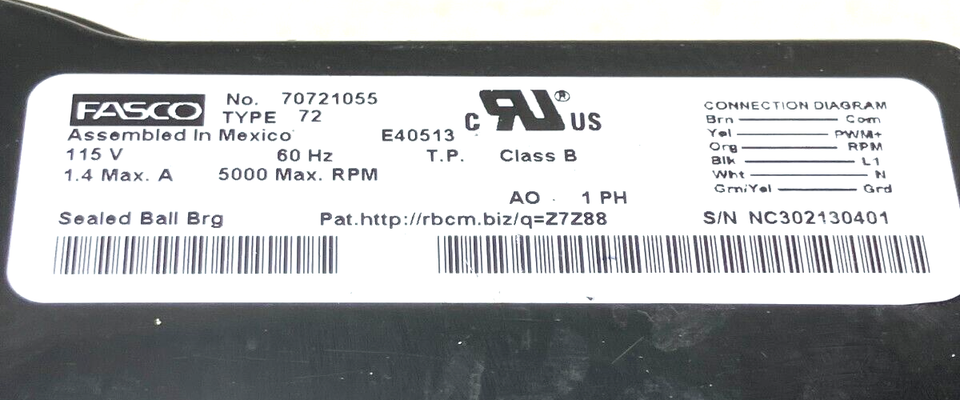 FASCO No. 70721055
TYPE 72
Assembled In Mexico E40513 C RU® US
115 V 60 Hz T.P. Class B
1.4 Max. A 5000 Max. RPM
AO 1 PH
Sealed Ball Brg Pat.http://rbcm.biz/q=Z7Z88 S/N NC302130401
CONNECTION DIAGRAM
Brn Com
Yel PWM+
Org RPM
Blk L1
Wht N
Grn/Yel Grd